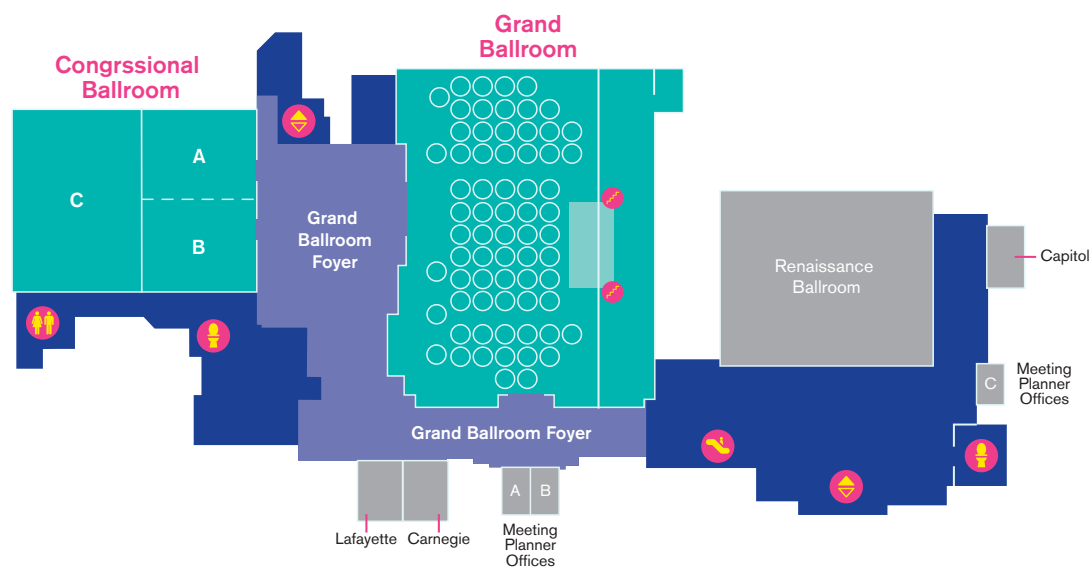 Grand
Ballroom
Congrssional
Ballroom
A
C
B
Grand
Ballroom
Foyer
Renaissance
Ballroom
Capitol
C
Meeting
Planner
Offices
Grand Ballroom Foyer
A
B
Lafayette
Carnegie
Meeting
Planner
Offices